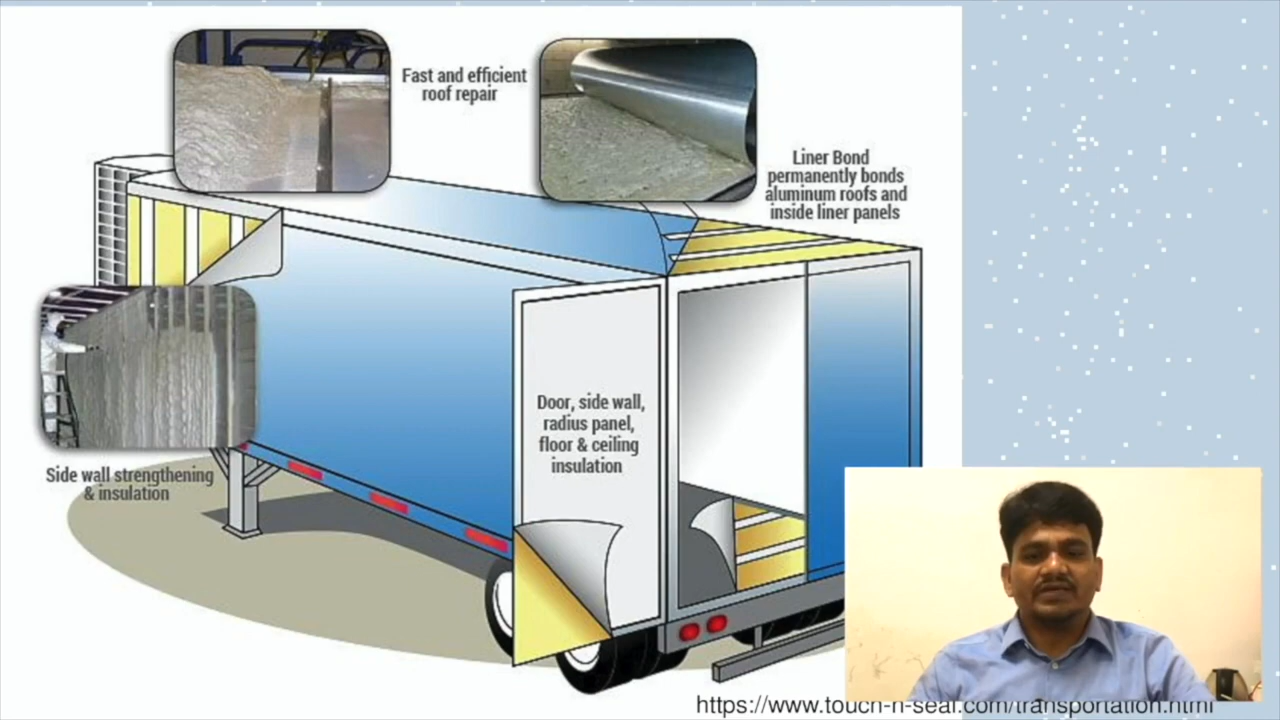 Fast and efficient
roof repair
Liner Bond
permanently bonds
aluminum roofs and
inside liner panels
Door, side wall,
radius panel,
floor & ceiling
insulation
Side wall strengthening
& insulation
https://www.touch-n-seal.com/transportation.html